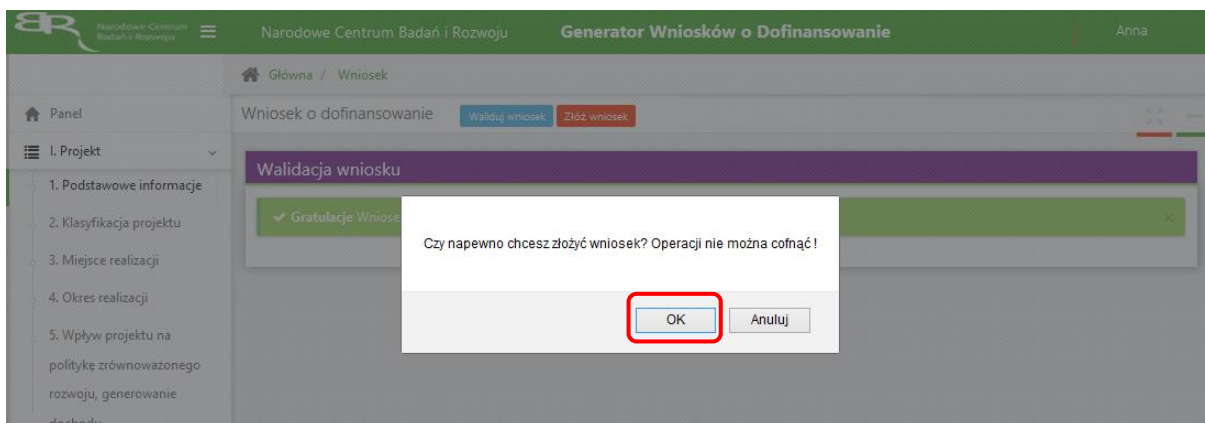 Narodowe Centrum
Badań i Rozwoju
Narodowe Centrum Badań i Rozwoju
Generator Wniosków o Dofinansowanie
Anna
Główna / Wniosek
Panel
Wniosek o dofinansowanie
Waliduj wniosek
Złóż wniosek
I. Projekt
Walidacja wniosku
1. Podstawowe informacje
2. Klasyfikacja projektu
Gratulacje Wniose
Czy napewno chcesz złożyć wniosek? Operacji nie można cofnąć !
3. Miejsce realizacji
4. Okres realizacji
OK
Anuluj
5. Wpływ projektu na
politykę zrównoważonego
rozwoju, generowanie
dochodu